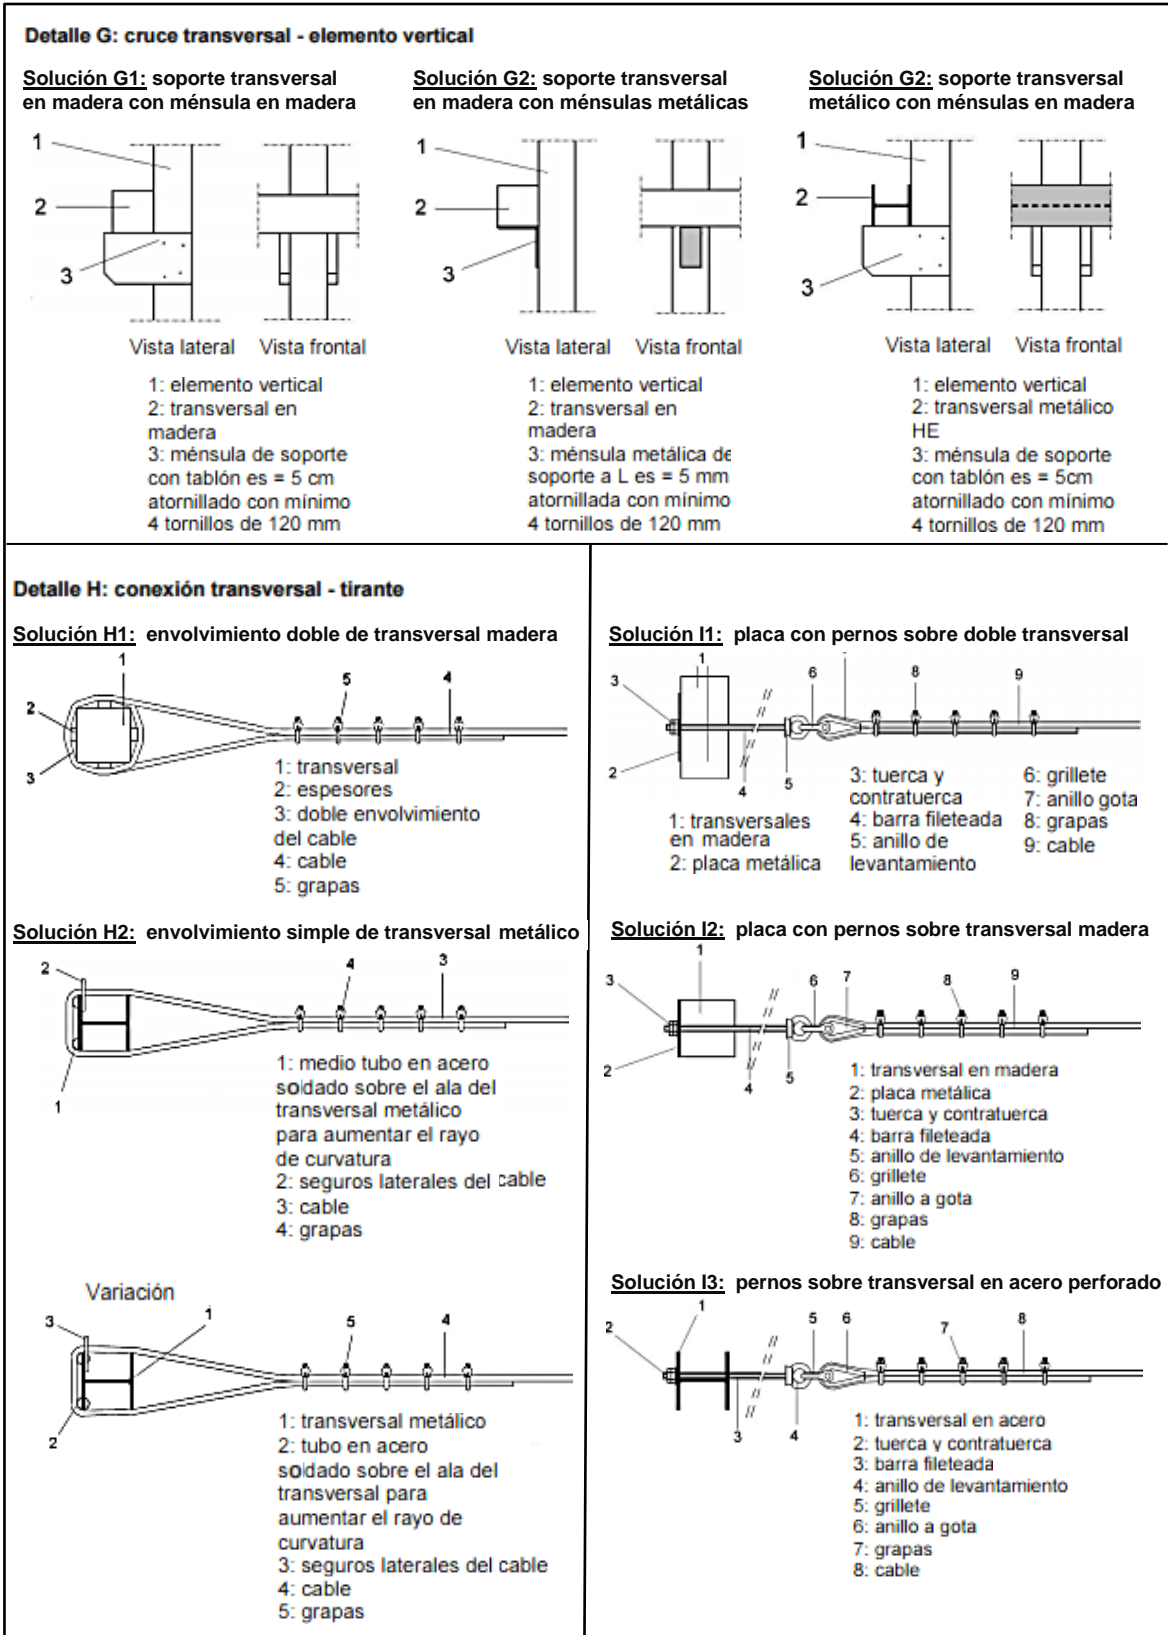 Detalle G: cruce transversal - elemento vertical
Solución G1: soporte transversal
en madera con ménsula en madera
1
2
3
Vista lateral Vista frontal
1: elemento vertical
2: transversal en
madera
3: ménsula de soporte
con tablón es = 5 cm
atornillado con mínimo
4 tornillos de 120 mm
Solución G2: soporte transversal
en madera con ménsulas metálicas
1
2
3
Vista lateral Vista frontal
1: elemento vertical
2: transversal en
madera
3: ménsula metálica de
soporte a L es = 5 mm
atornillada con mínimo
4 tornillos de 120 mm
Solución G2: soporte transversal
metálico con ménsulas en madera
1
2
3
Vista lateral Vista frontal
1: elemento vertical
2: transversal metálico
HE
3: ménsula de soporte
con tablón es = 5cm
atornillado con mínimo
4 tornillos de 120 mm
Detalle H: conexión transversal - tirante
Solución H1: envolvimiento doble de transversal madera
1
5
4
2
3
1: transversal
2: espesores
3: doble envolvimiento
del cable
4: cable
5: grapas
Solución H2: envolvimiento simple de transversal metálico
2
4
3
1
1: medio tubo en acero
soldado sobre el ala del
transversal metálico
para aumentar el rayo
de curvatura
2: seguros laterales del cable
3: cable
4: grapas
Variación
3
1
5
4
2
1: transversal metálico
2: tubo en acero
soldado sobre el ala del
transversal para
aumentar el rayo de
curvatura
3: seguros laterales del cable
4: cable
5: grapas
Solución I1: placa con pernos sobre doble transversal
1
6
8
9
3
2
4
5
1: transversales
en madera
2: placa metálica
3: tuerca y
contratuerca
4: barra fileteada
5: anillo de
levantamiento
6: grillete
7: anillo gota
8: grapas
9: cable
Solución I2: placa con pernos sobre transversal madera
1
3
6
7
8
9
2
4
5
1: transversal en madera
2: placa metálica
3: tuerca y contratuerca
4: barra fileteada
5: anillo de levantamiento
6: grillete
7: anillo a gota
8: grapas
9: cable
Solución I3: pernos sobre transversal en acero perforado
1
2
5
6
7
8
3
4
1: transversal en acero
2: tuerca y contratuerca
3: barra fileteada
4: anillo de levantamiento
5: grillete
6: anillo a gota
7: grapas
8: cable